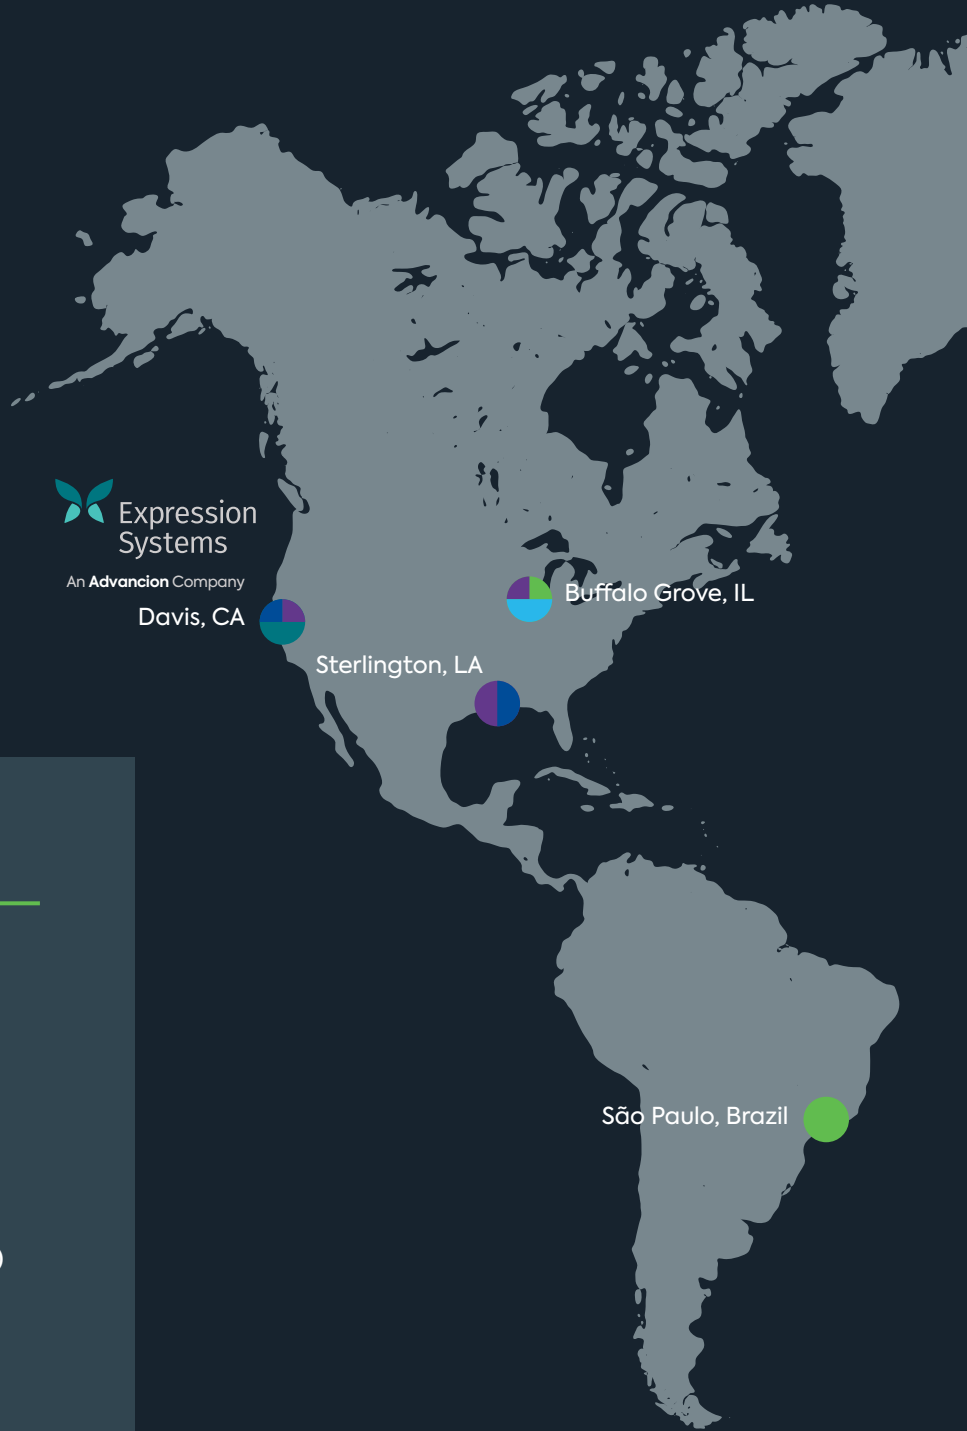 Expression
Systems
An Advancion Company
Davis, CA
Buffalo Grove, IL
Sterlington, LA
São Paulo, Brazil